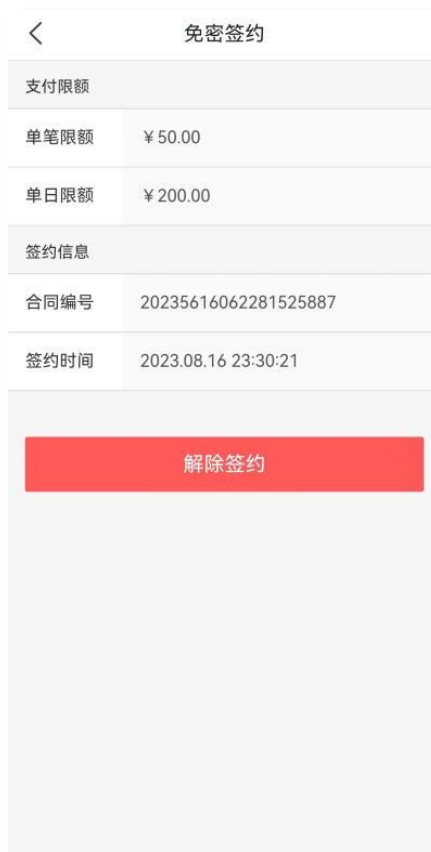 免密签约
支付限额
单笔限额 ￥50.00
单日限额 ￥200.00
签约信息
合同编号 20235616062281525887
签约时间 2023.08.16 23:30:21
解除签约